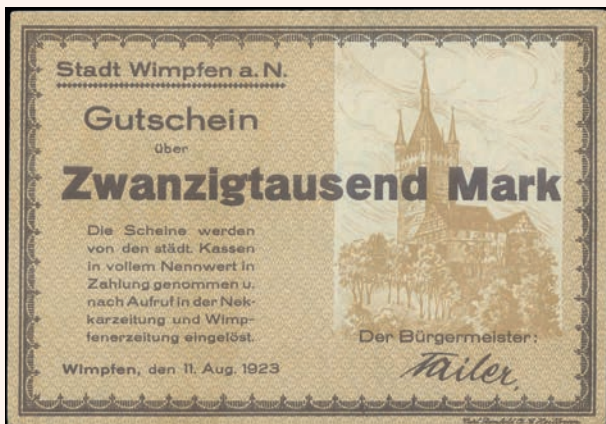 Stadt Wimpfen a. N.
Gutschein
über
Zwanzigtausend Mark
Die Scheine werden
von den städt. Kassen
in vollem Nennwert in
Zahlung genommen u.
nach Aufruf in der Nek-
karzeitung und Wimp-
fenerzeitung eingelöst.
Der Bürgermeister:
Wimpfen, den 11. Aug. 1923
Tailer.